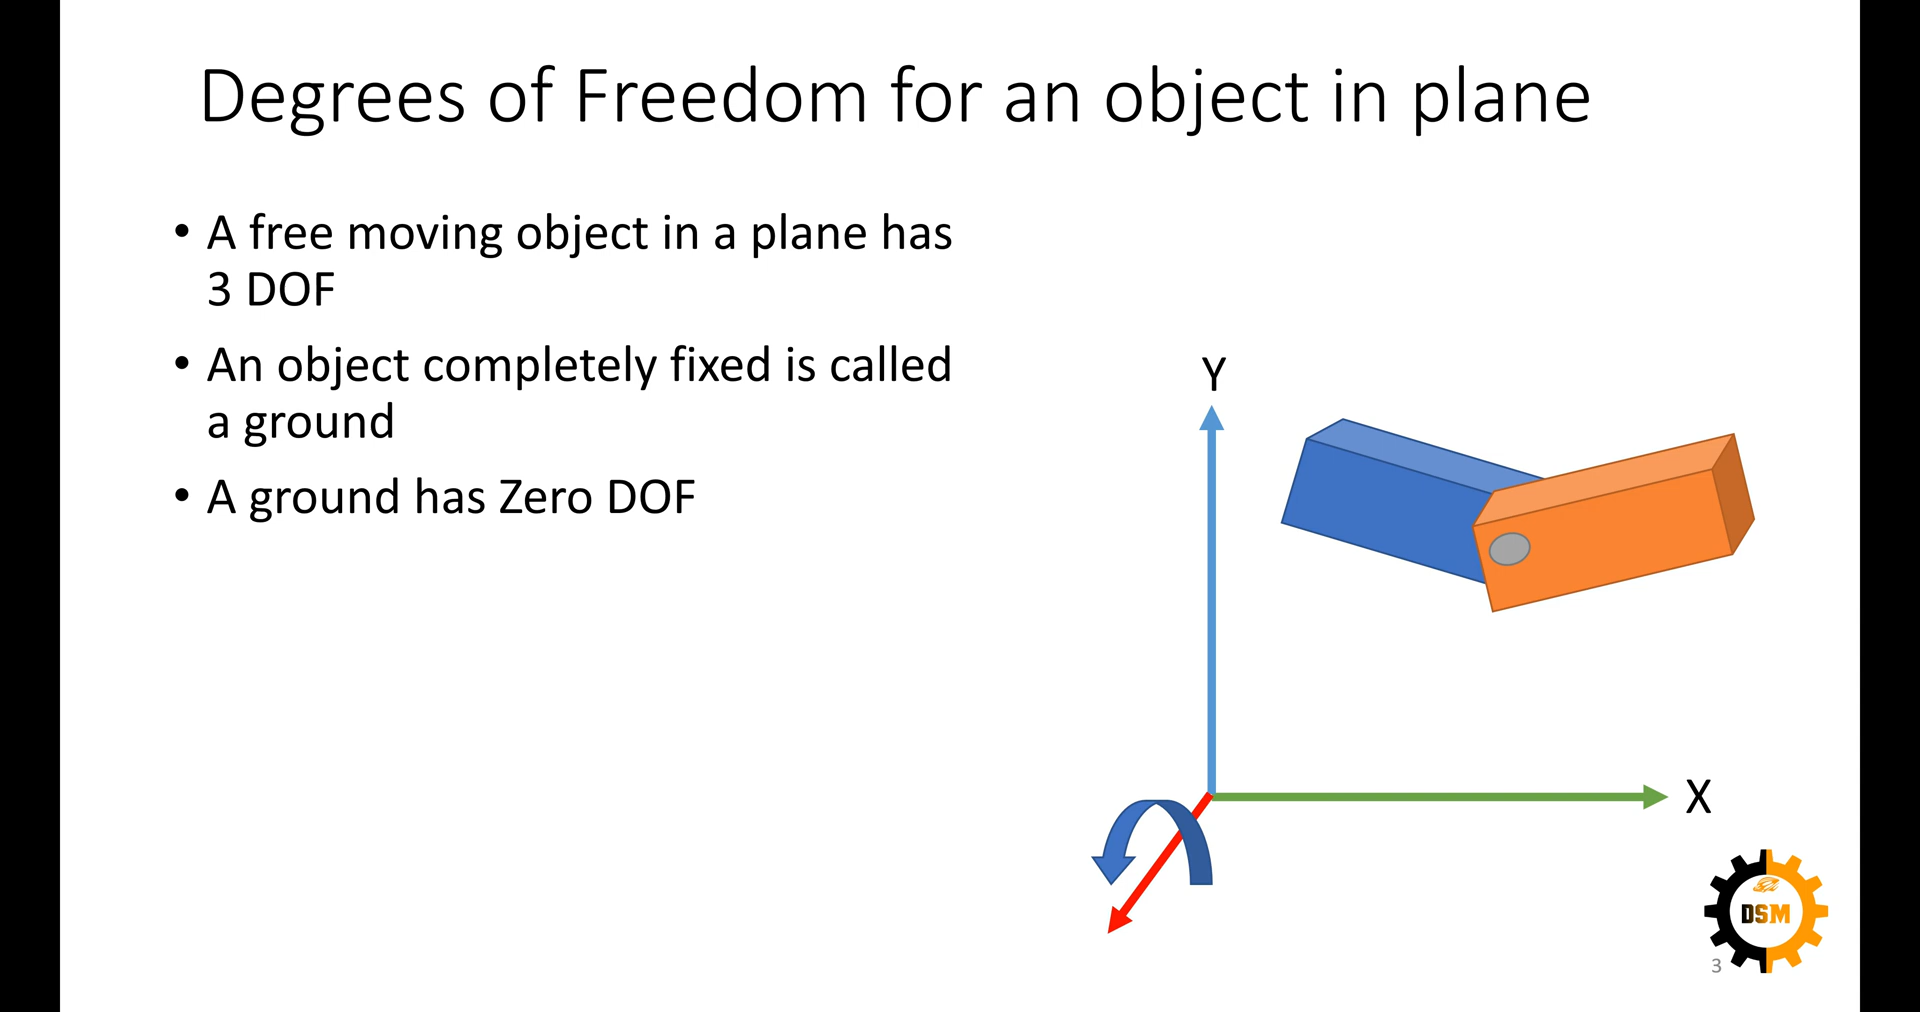 Degrees of Freedom for an object in plane
• A free moving object in a plane has
3 DOF
• An object completely fixed is called
a ground
• A ground has Zero DOF
Y
X
DSM
3